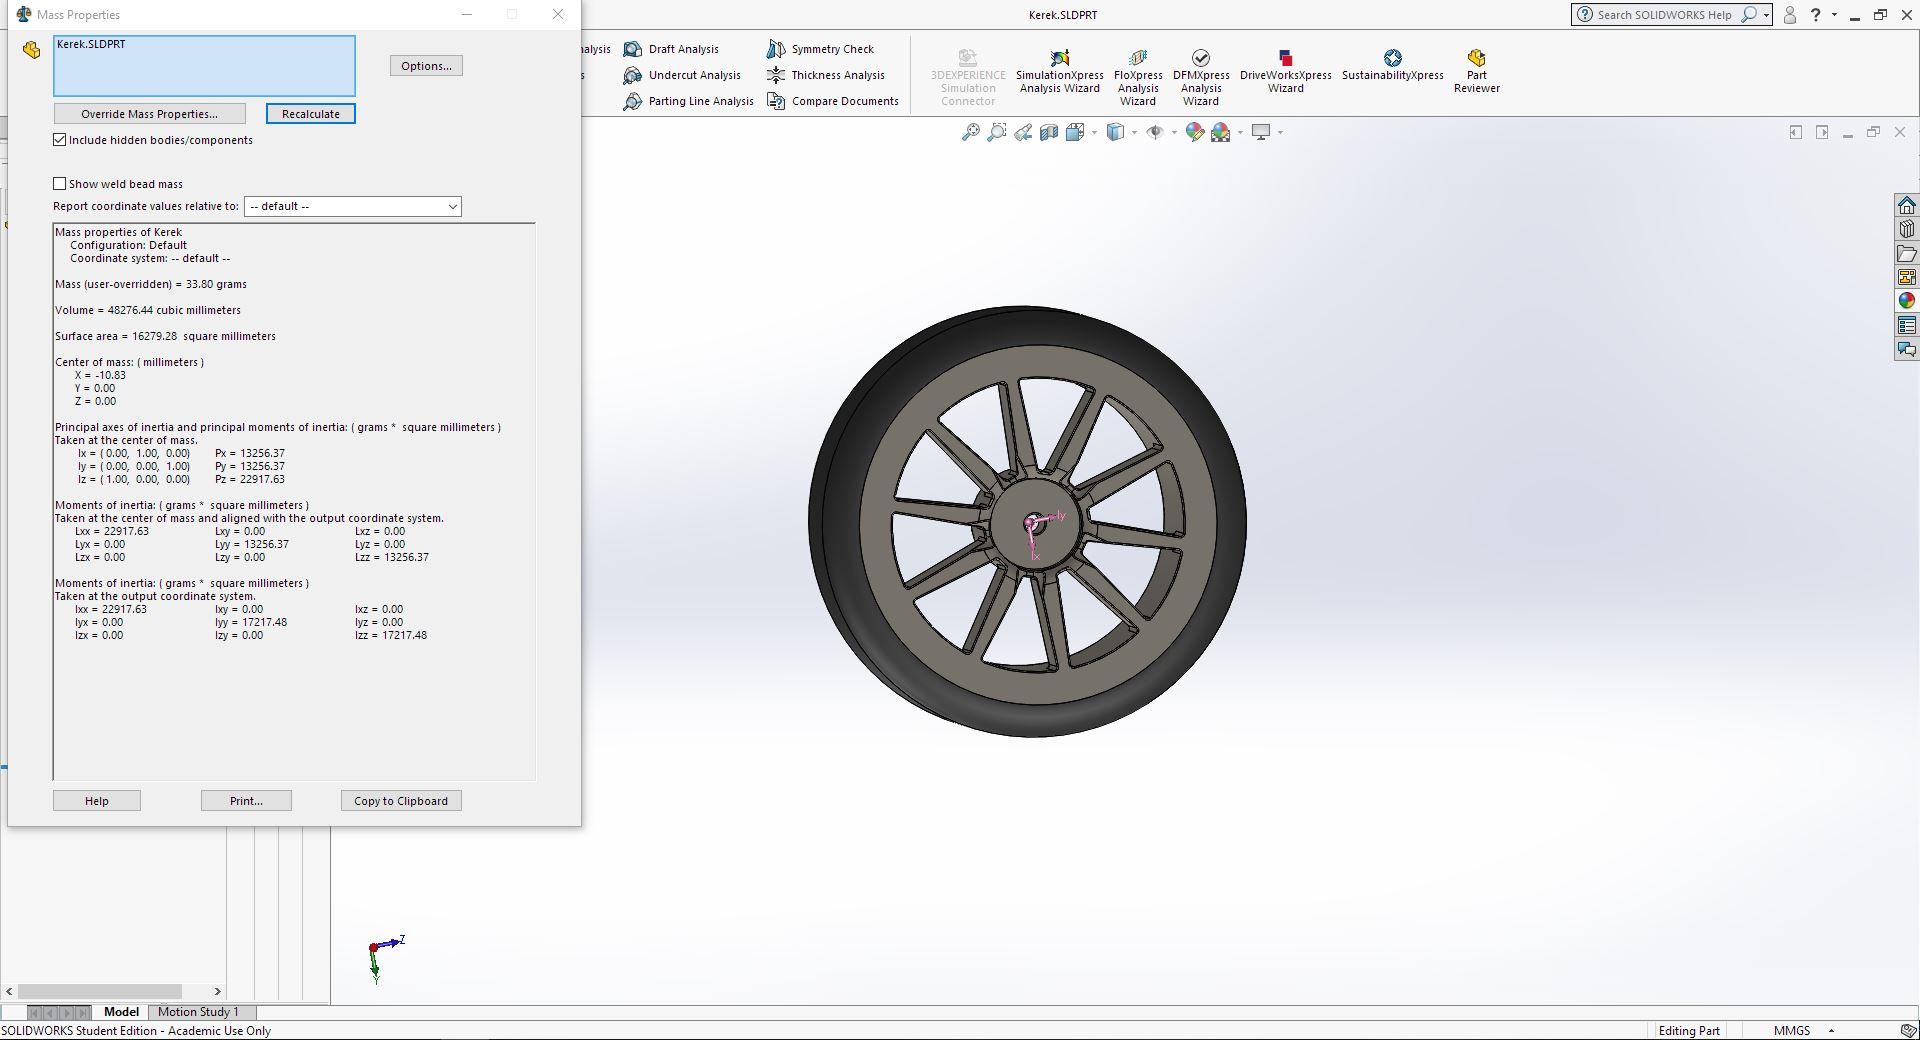 Mass Properties
Kerek.SLDPRT
Search SOLIDWORKS Help
Kerek.SLDPRT
Options...
Override Mass Properties...
Recalculate
Include hidden bodies/components
Show weld bead mass
Report coordinate values relative to:
-- default --
Draft Analysis
Undercut Analysis
Parting Line Analysis
Symmetry Check
Thickness Analysis
Compare Documents
3DEXPERIENCE
Simulation
Connector
SimulationXpress
Analysis Wizard
FloXpress
Analysis
Wizard
DFMXpress
Analysis
Wizard
DriveWorksXpress
Wizard
SustainabilityXpress
Part
Reviewer
Mass properties of Kerek
Configuration: Default
Coordinate system: -- default --
Mass (user-overridden) = 33.80 grams
Volume = 48276.44 cubic millimeters
Surface area = 16279.28 square millimeters
Center of mass: ( millimeters )
X = -10.83
Y = 0.00
Z = 0.00
Principal axes of inertia and principal moments of inertia: ( grams * square millimeters )
Taken at the center of mass.
Ix = ( 0.00, 1.00, 0.00) Px = 13256.37
Iy = ( 0.00, 0.00, 1.00) Py = 13256.37
Iz = ( 1.00, 0.00, 0.00) Pz = 22917.63
Moments of inertia: ( grams * square millimeters )
Taken at the center of mass and aligned with the output coordinate system.
Lxx = 22917.63 Lxy = 0.00 Lxz = 0.00
Lyx = 0.00 Lyy = 13256.37 Lyz = 0.00
Lzx = 0.00 Lzy = 0.00 Lzz = 13256.37
Moments of inertia: ( grams * square millimeters )
Taken at the output coordinate system.
Ixx = 22917.63 Ixy = 0.00 Ixz = 0.00
Iyx = 0.00 Iyy = 17217.48 Iyz = 0.00
Izx = 0.00 Izy = 0.00 Izz = 17217.48
Help
Print...
Copy to Clipboard
Iy
Ix
Z
Y
Model
Motion Study 1
SOLIDWORKS Student Edition - Academic Use Only
Editing Part
MMGS